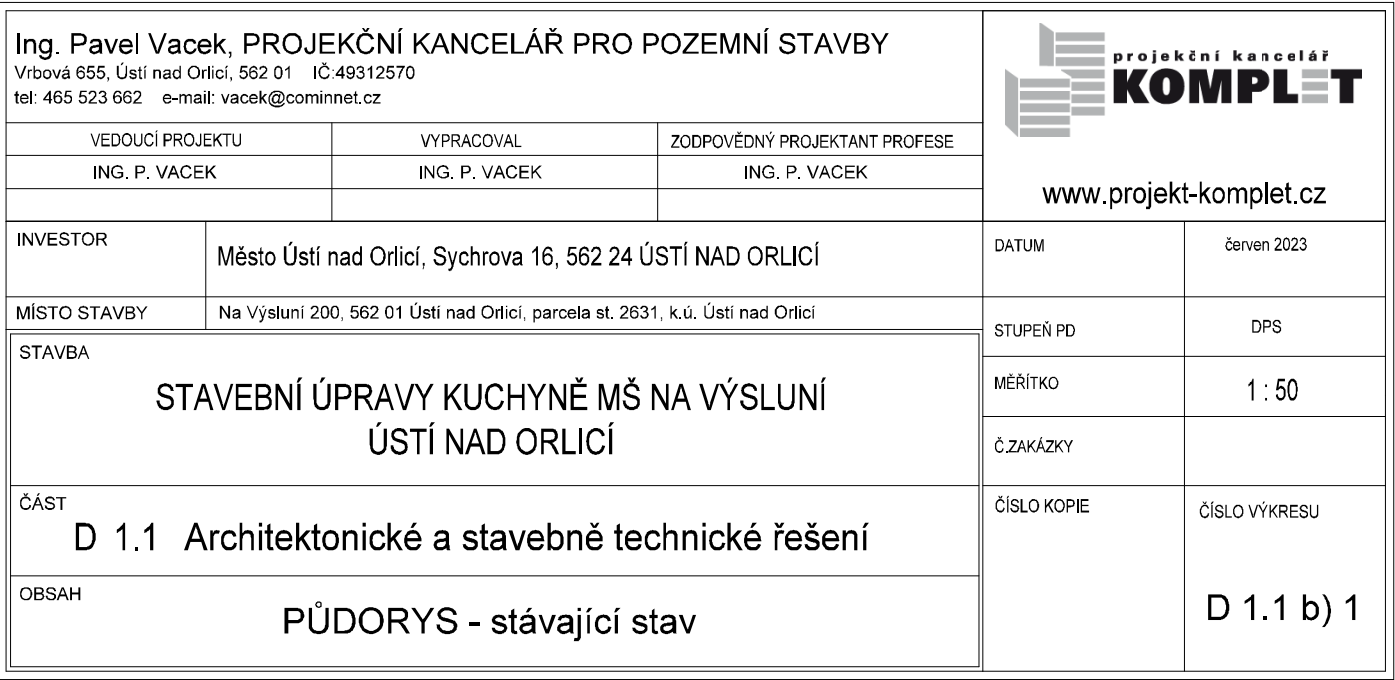 Ing. Pavel Vacek, PROJEKČNÍ KANCELÁŘ PRO POZEMNÍ STAVBY
Vrbová 655, Ústí nad Orlicí, 562 01 IČ:49312570
tel: 465 523 662 e-mail: vacek@cominnet.cz
projekční kancelář
KOMPLET
www.projekt-komplet.cz
VEDOUCÍ PROJEKTU
VYPRACOVAL
ZODPOVĚDNÝ PROJEKTANT PROFESE
ING. P. VACEK
ING. P. VACEK
ING. P. VACEK
INVESTOR
Město Ústí nad Orlicí, Sychrova 16, 562 24 ÚSTÍ NAD ORLICÍ
DATUM
červen 2023
MÍSTO STAVBY
Na Výsluní 200, 562 01 Ústí nad Orlicí, parcela st. 2631, k.ú. Ústí nad Orlicí
STUPEŇ PD
DPS
STAVBA
STAVEBNÍ ÚPRAVY KUCHYNĚ MŠ NA VÝSLUNÍ
ÚSTÍ NAD ORLICÍ
MĚŘÍTKO
1 : 50
Č.ZAKÁZKY
ČÁST
D 1.1 Architektonické a stavebně technické řešení
ČÍSLO KOPIE
ČÍSLO VÝKRESU
D 1.1 b) 1
OBSAH
PŮDORYS - stávající stav